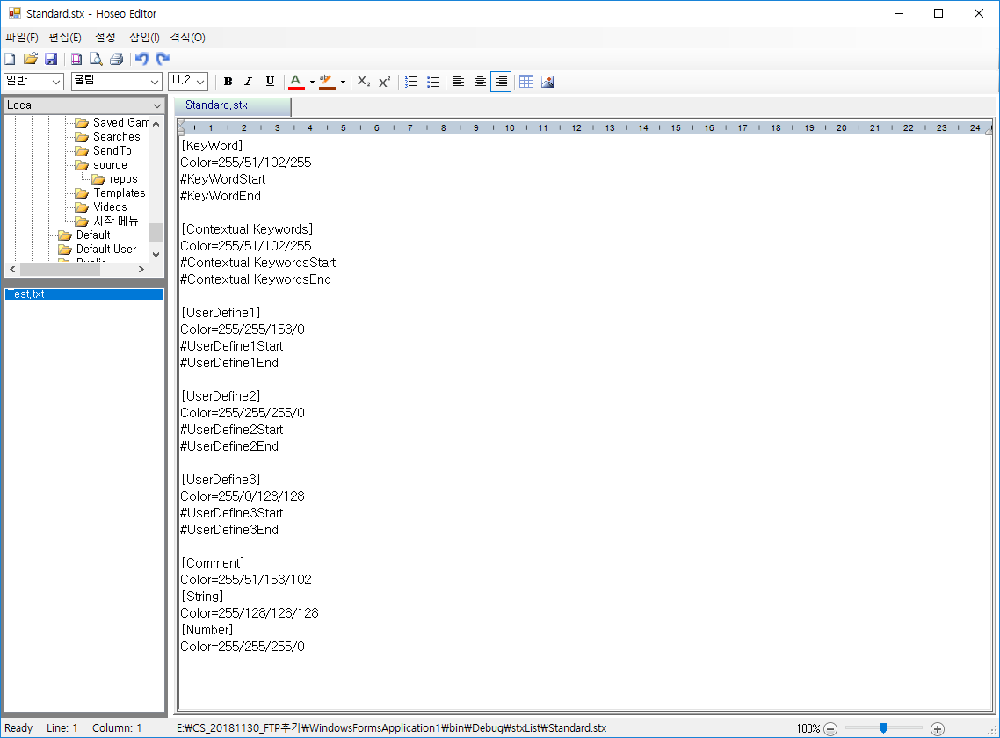 Standard.stx - Hoseo Editor
파일(F) 편집(E) 설정 삽입(I) 격식(O)
일반 굴림 11.2 B I U A X₂ X²
Local
Standard.stx
Saved Gam
Searches
SendTo
source
repos
Templates
Videos
시작 메뉴
Default
Default User
Public
Test.txt
1 2 3 4 5 6 7 8 9 10 11 12 13 14 15 16 17 18 19 20 21 22 23 24
[KeyWord]
Color=255/51/102/255
#KeyWordStart
#KeyWordEnd
[Contextual Keywords]
Color=255/51/102/255
#Contextual KeywordsStart
#Contextual KeywordsEnd
[UserDefine1]
Color=255/255/153/0
#UserDefine1Start
#UserDefine1End
[UserDefine2]
Color=255/255/255/0
#UserDefine2Start
#UserDefine2End
[UserDefine3]
Color=255/0/128/128
#UserDefine3Start
#UserDefine3End
[Comment]
Color=255/51/153/102
[String]
Color=255/128/128/128
[Number]
Color=255/255/255/0
Ready Line: 1 Column: 1 E:₩CS_20181130_FTP추가₩WindowsFormsApplication1₩bin₩Debug₩stxList₩Standard.stx 100%